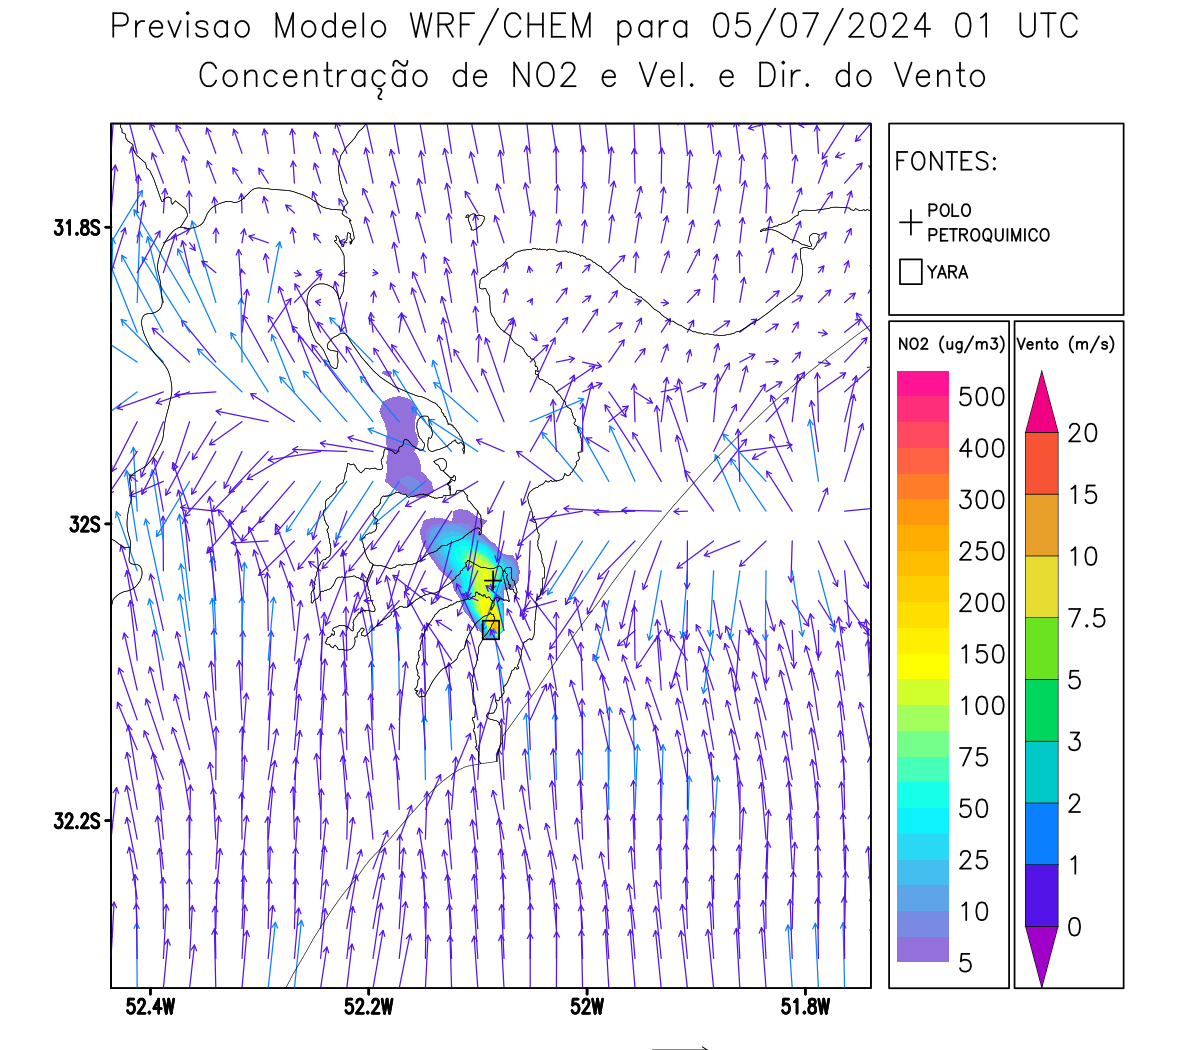 Previsao Modelo WRF/CHEM para 05/07/2024 01 UTC
Concentração de NO2 e Vel. e Dir. do Vento
FONTES:
POLO
PETROQUIMICO
YARA
NO2 (ug/m3)
500
400
300
250
200
150
100
75
50
25
10
5
Vento (m/s)
20
15
10
7.5
5
3
2
1
0
31.8S
32S
32.2S
52.4W
52.2W
52W
51.8W